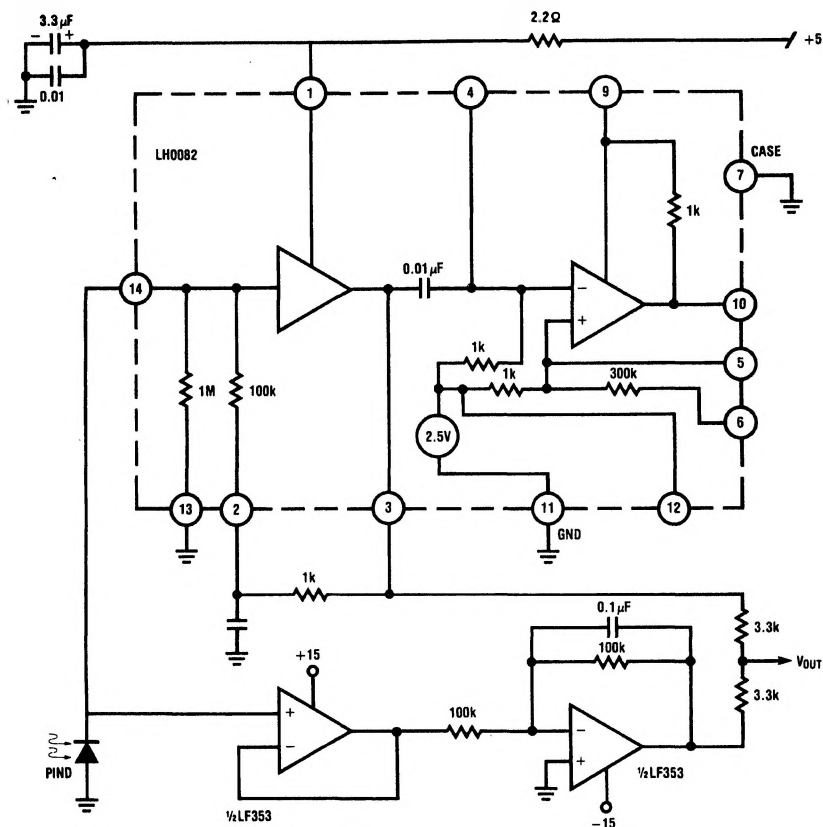 3.3µF
2.2Ω
− +
+5
0.01
1
4
9
LH0082
CASE
7
1k
14
0.01µF
−
+
10
1k
1k
300k
5
1M
100k
6
2.5V
13
2
3
11
12
GND
1k
0.1µF
3.3k
+15
100k
VOUT
3.3k
+
100k
−
−
+
PIND
½LF353
½LF353
−15